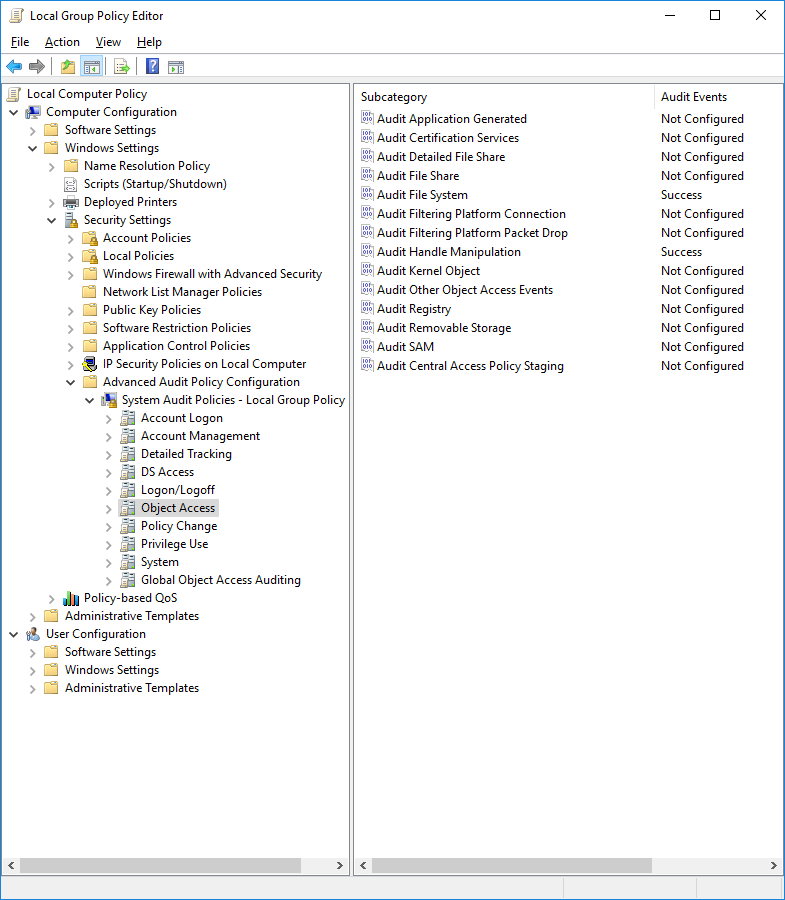 Local Group Policy Editor
File Action View Help
Local Computer Policy
Computer Configuration
Software Settings
Windows Settings
Name Resolution Policy
Scripts (Startup/Shutdown)
Deployed Printers
Security Settings
Account Policies
Local Policies
Windows Firewall with Advanced Security
Network List Manager Policies
Public Key Policies
Software Restriction Policies
Application Control Policies
IP Security Policies on Local Computer
Advanced Audit Policy Configuration
System Audit Policies - Local Group Policy
Account Logon
Account Management
Detailed Tracking
DS Access
Logon/Logoff
Object Access
Policy Change
Privilege Use
System
Global Object Access Auditing
Policy-based QoS
Administrative Templates
User Configuration
Software Settings
Windows Settings
Administrative Templates
Subcategory Audit Events
Audit Application Generated Not Configured
Audit Certification Services Not Configured
Audit Detailed File Share Not Configured
Audit File Share Not Configured
Audit File System Success
Audit Filtering Platform Connection Not Configured
Audit Filtering Platform Packet Drop Not Configured
Audit Handle Manipulation Success
Audit Kernel Object Not Configured
Audit Other Object Access Events Not Configured
Audit Registry Not Configured
Audit Removable Storage Not Configured
Audit SAM Not Configured
Audit Central Access Policy Staging Not Configured